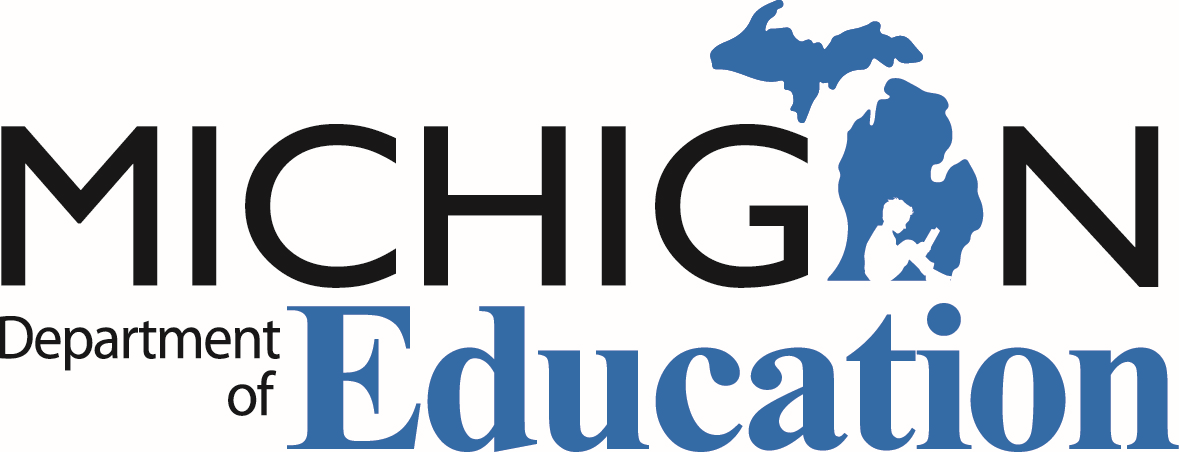 MICHIGAN
Department
of Education